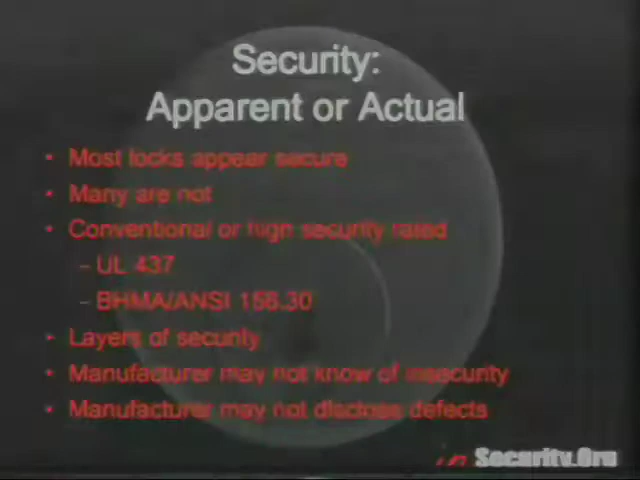 Security:
Apparent or Actual
• Most locks appear secure
• Many are not
• Conventional or high security rated
– UL 437
– BHMA/ANSI 156.30
• Layers of security
• Manufacturer may not know of insecurity
• Manufacturer may not disclose defects
in Security.Org